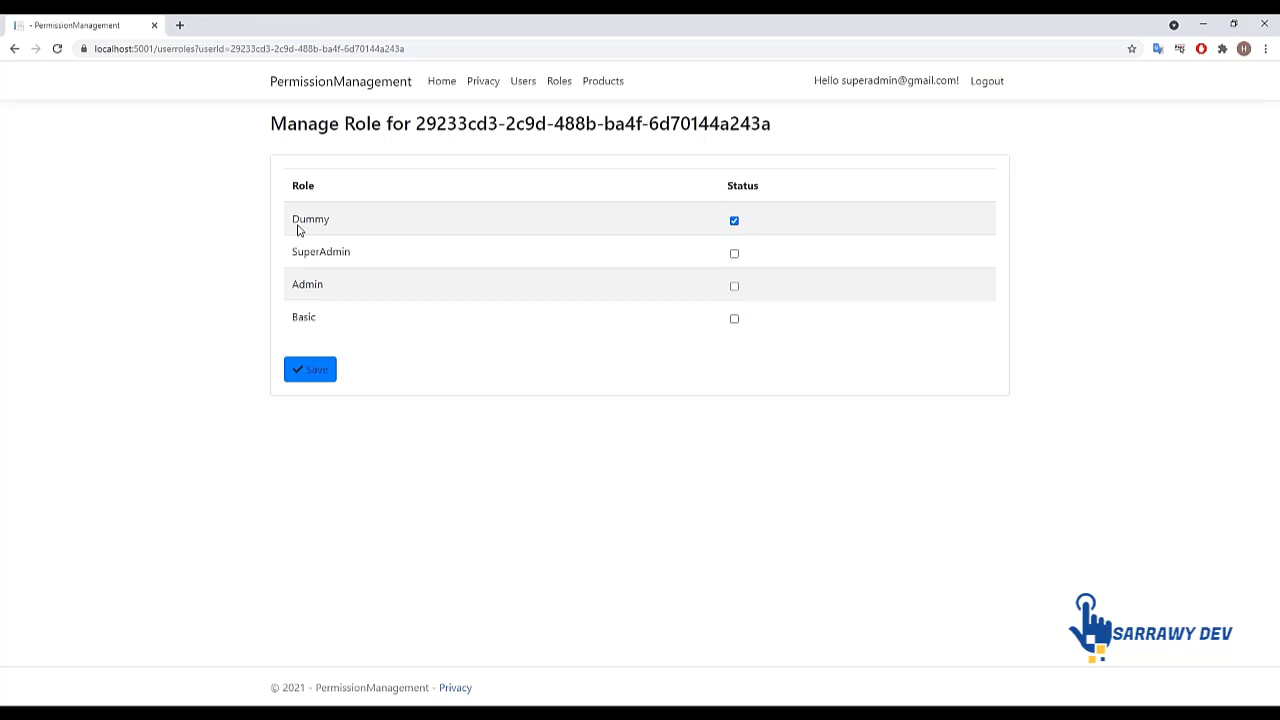 - PermissionManagement
localhost:5001/userroles?userId=29233cd3-2c9d-488b-ba4f-6d70144a243a
H
PermissionManagement Home Privacy Users Roles Products Hello superadmin@gmail.com! Logout
Manage Role for 29233cd3-2c9d-488b-ba4f-6d70144a243a
Role Status
Dummy
SuperAdmin
Admin
Basic
Save
SARRAWY DEV
© 2021 - PermissionManagement - Privacy